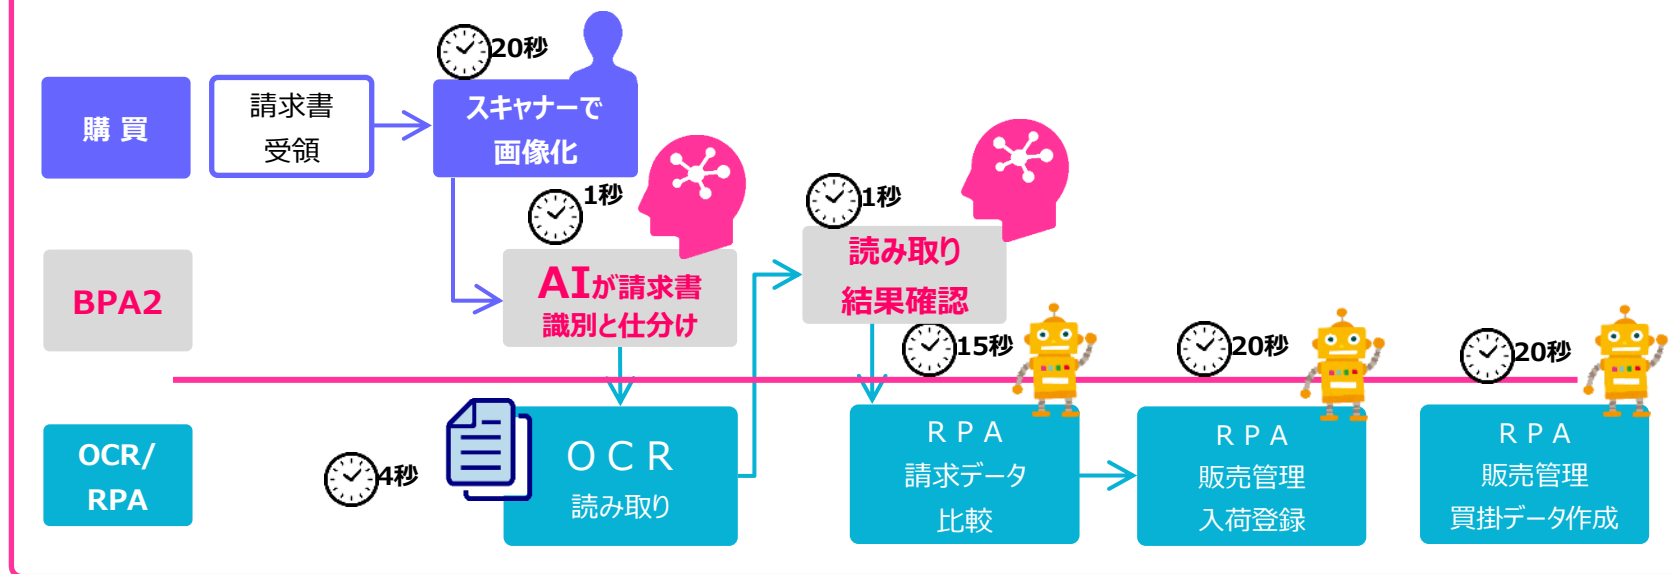 20秒
購 買
請求書
受領
スキャナーで
画像化
1秒
1秒
BPA2
AIが請求書
識別と仕分け
読み取り
結果確認
15秒
20秒
20秒
OCR/
RPA
4秒
ＯＣＲ
読み取り
ＲＰＡ
請求データ
比較
ＲＰＡ
販売管理
入荷登録
ＲＰＡ
販売管理
買掛データ作成